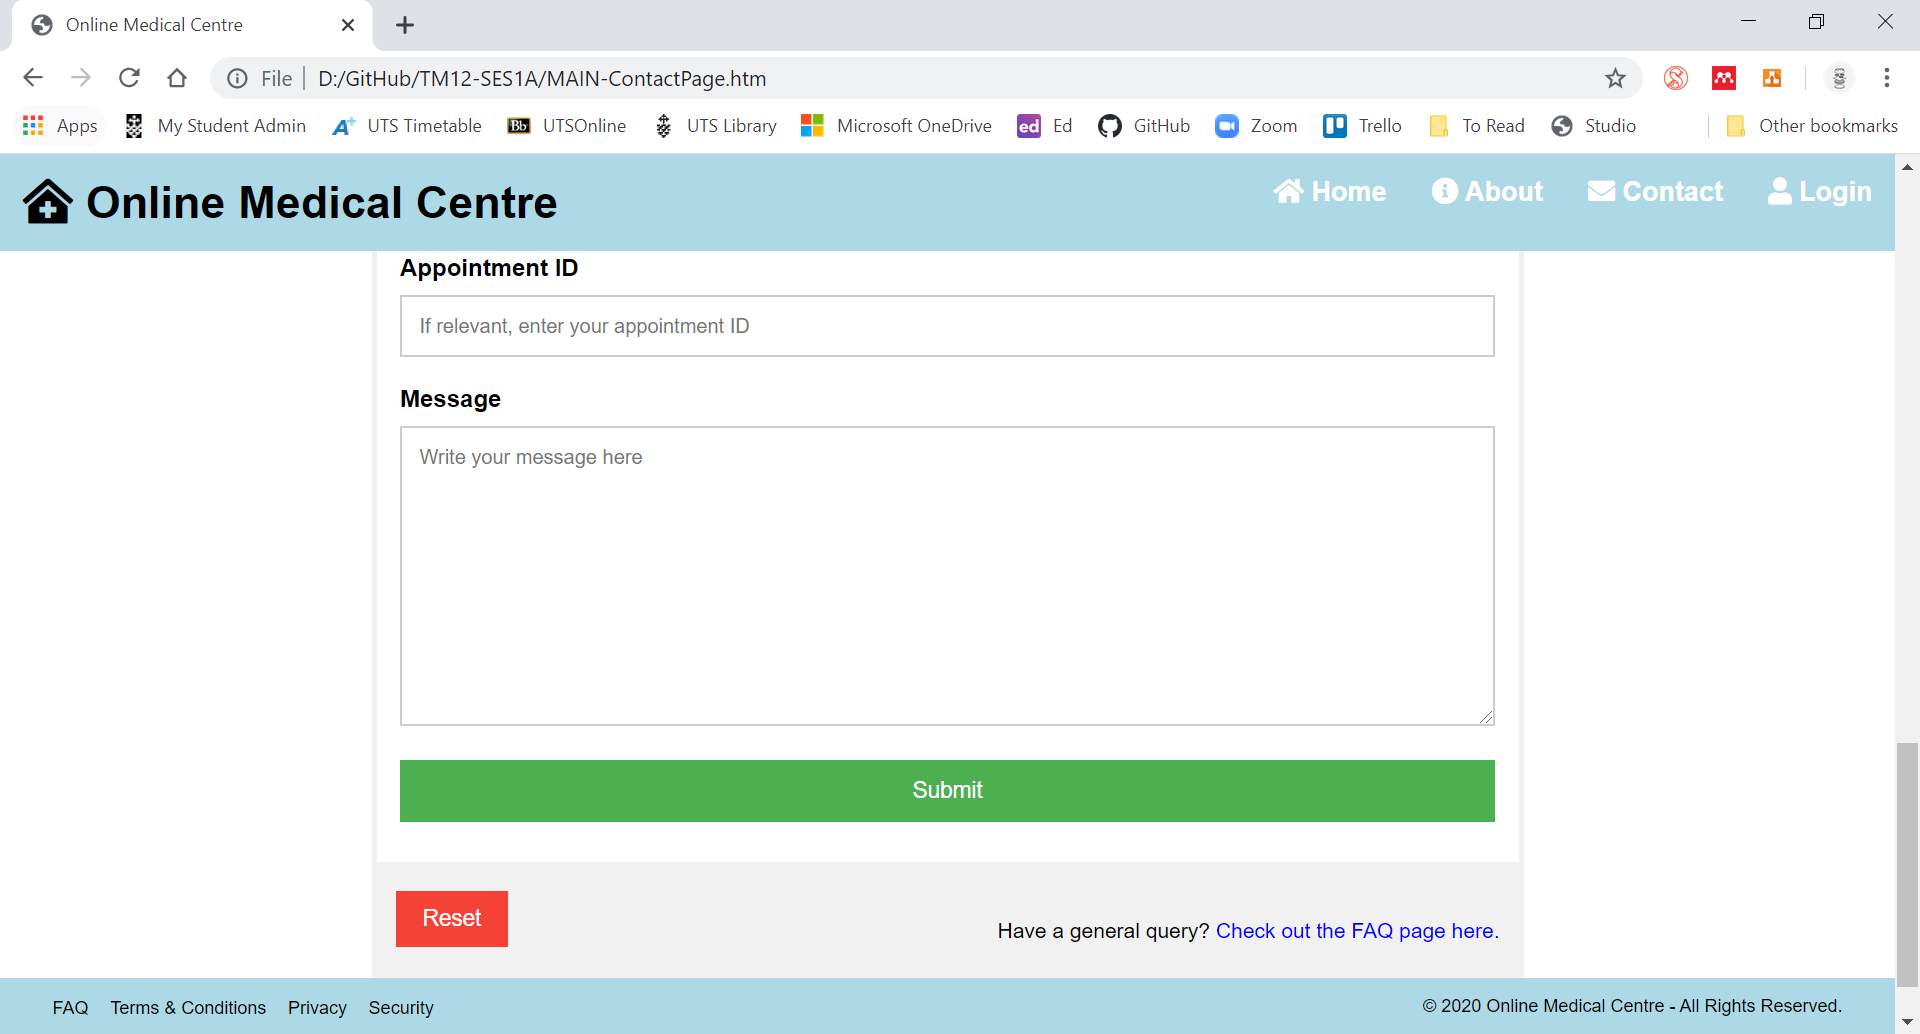 Online Medical Centre
File D:/GitHub/TM12-SES1A/MAIN-ContactPage.htm
Apps My Student Admin A+ UTS Timetable Bb UTSOnline UTS Library Microsoft OneDrive ed Ed GitHub Zoom Trello To Read Studio Other bookmarks
Online Medical Centre Home About Contact Login
Appointment ID
If relevant, enter your appointment ID
Message
Write your message here
Submit
Reset
Have a general query? Check out the FAQ page here.
FAQ Terms & Conditions Privacy Security © 2020 Online Medical Centre - All Rights Reserved.